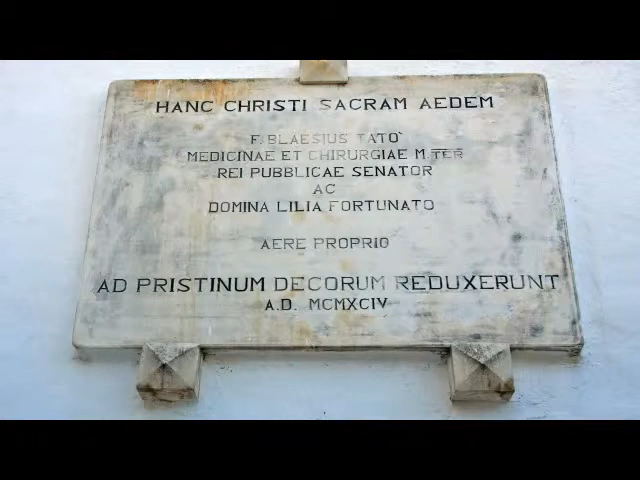 HANC CHRISTI SACRAM AEDEM
F. BLAESIUS TATO'
MEDICINAE ET CHIRURGIAE M.TER
REI PUBBLICAE SENATOR
AC
DOMINA LILIA FORTUNATO
AERE PROPRIO
AD PRISTINUM DECORUM REDUXERUNT
A.D. MCMXCIV